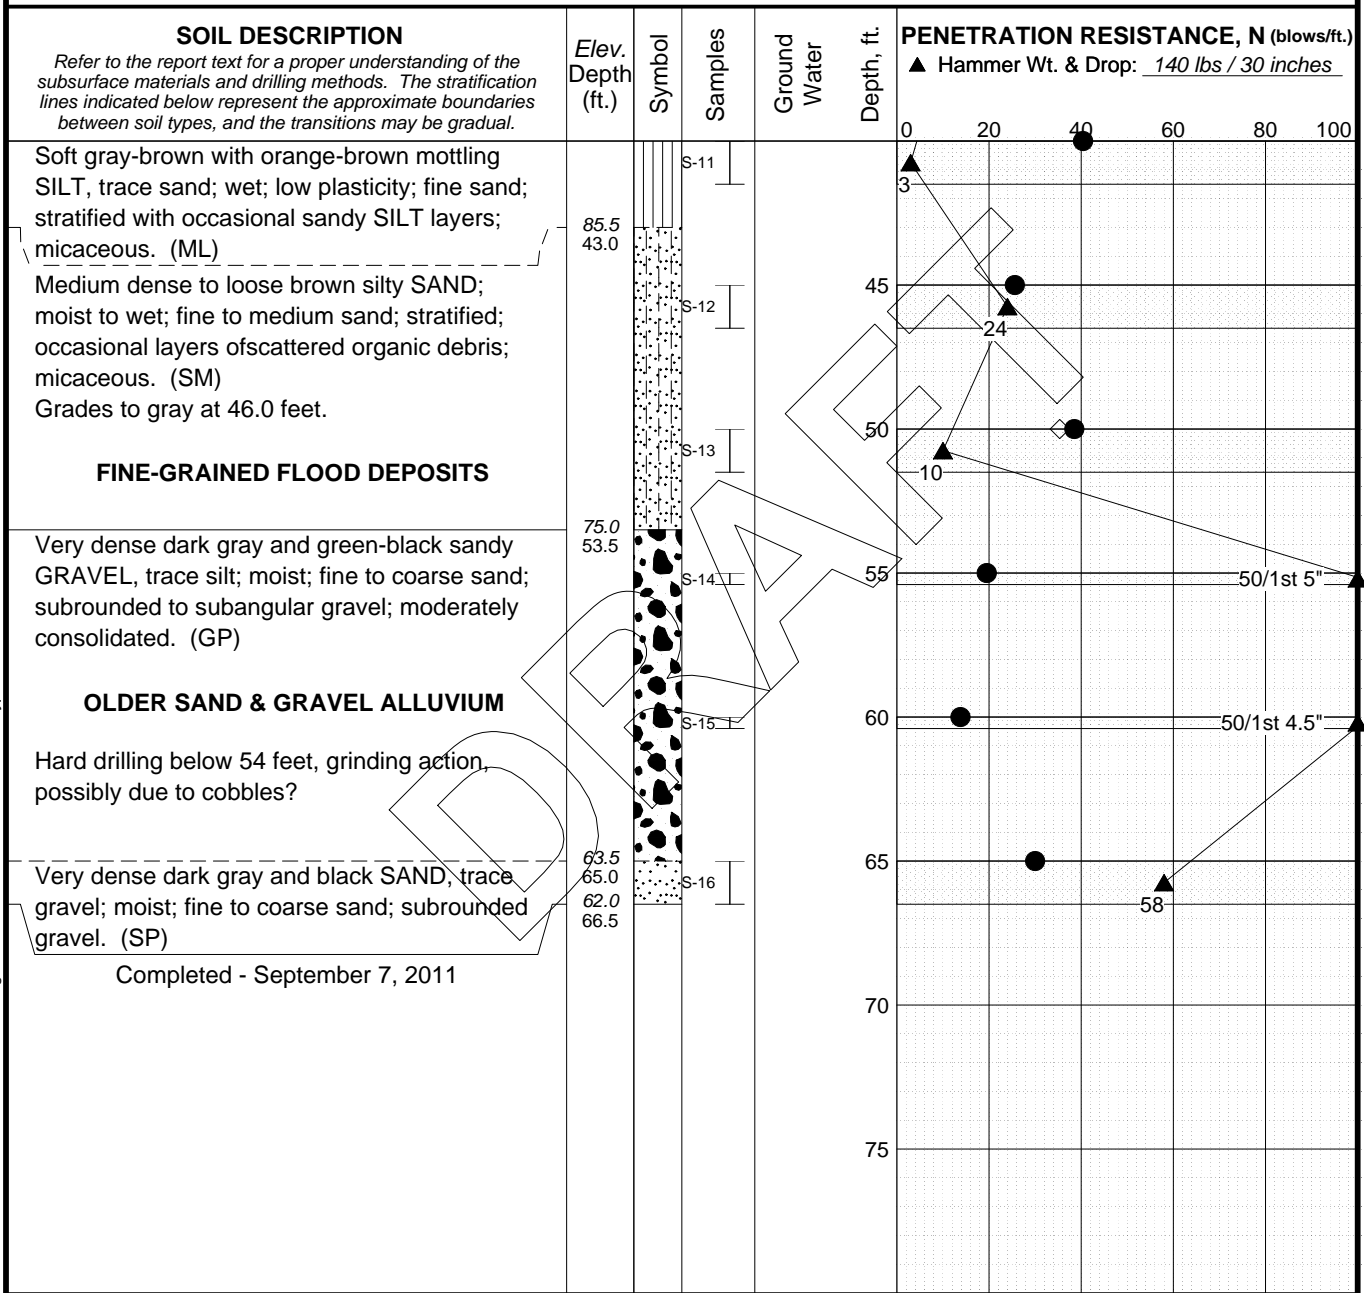 SOIL DESCRIPTION
Refer to the report text for a proper understanding of the
subsurface materials and drilling methods. The stratification
lines indicated below represent the approximate boundaries
between soil types, and the transitions may be gradual.
Elev.
Depth
(ft.)
Symbol
Samples
Ground
Water
Depth, ft.
PENETRATION RESISTANCE, N (blows/ft.)
▲ Hammer Wt. & Drop: 140 lbs / 30 inches
0 20 40 60 80 100
Soft gray-brown with orange-brown mottling
SILT, trace sand; wet; low plasticity; fine sand;
stratified with occasional sandy SILT layers;
micaceous. (ML)
85.5
43.0
S-11
3
Medium dense to loose brown silty SAND;
moist to wet; fine to medium sand; stratified;
occasional layers ofscattered organic debris;
micaceous. (SM)
Grades to gray at 46.0 feet.
S-12
45
24
FINE-GRAINED FLOOD DEPOSITS
S-13
50
10
75.0
53.5
Very dense dark gray and green-black sandy
GRAVEL, trace silt; moist; fine to coarse sand;
subrounded to subangular gravel; moderately
consolidated. (GP)
S-14
55
50/1st 5"
OLDER SAND & GRAVEL ALLUVIUM
S-15
60
50/1st 4.5"
Hard drilling below 54 feet, grinding action,
possibly due to cobbles?
63.5
65.0
62.0
66.5
Very dense dark gray and black SAND, trace
gravel; moist; fine to coarse sand; subrounded
gravel. (SP)
S-16
65
58
Completed - September 7, 2011
70
75
DRAFT